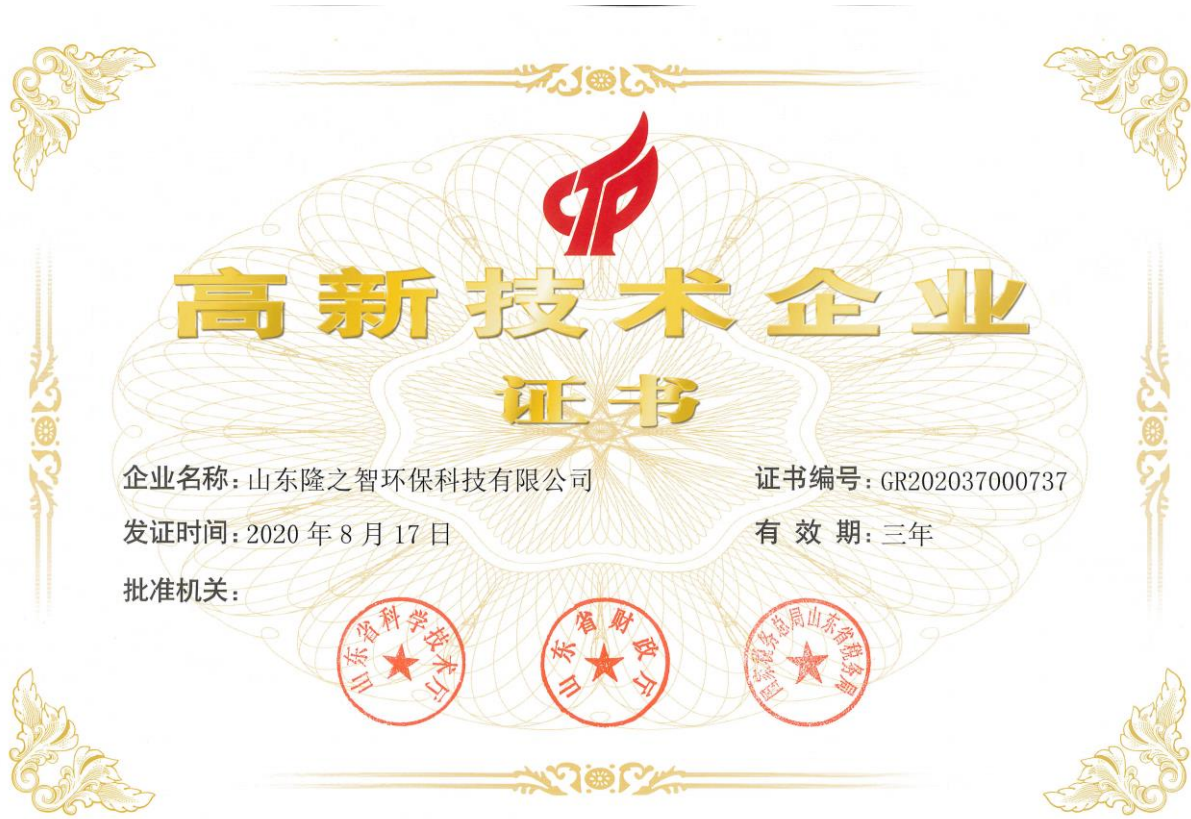 高新技术企业
证书
企业名称：山东隆之智环保科技有限公司
证书编号：GR202037000737
发证时间：2020 年 8 月 17 日
有 效 期：三年
批准机关：
山东省科学技术厅
山东省财政厅
国家税务总局山东省税务局